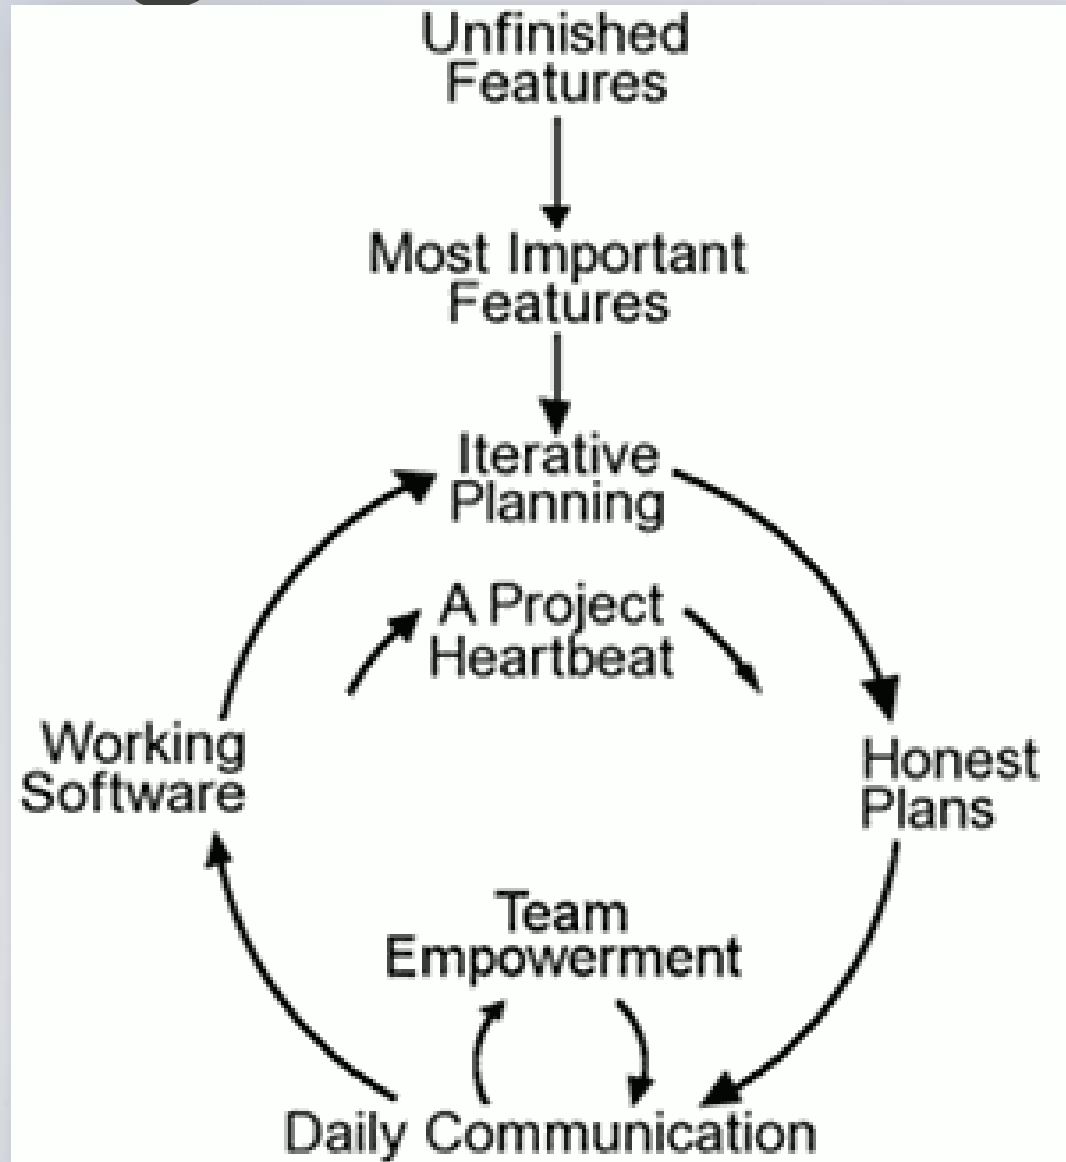 Unfinished
Features
Most Important
Features
Iterative
Planning
A Project
Heartbeat
Working
Software
Honest
Plans
Team
Empowerment
Daily Communication